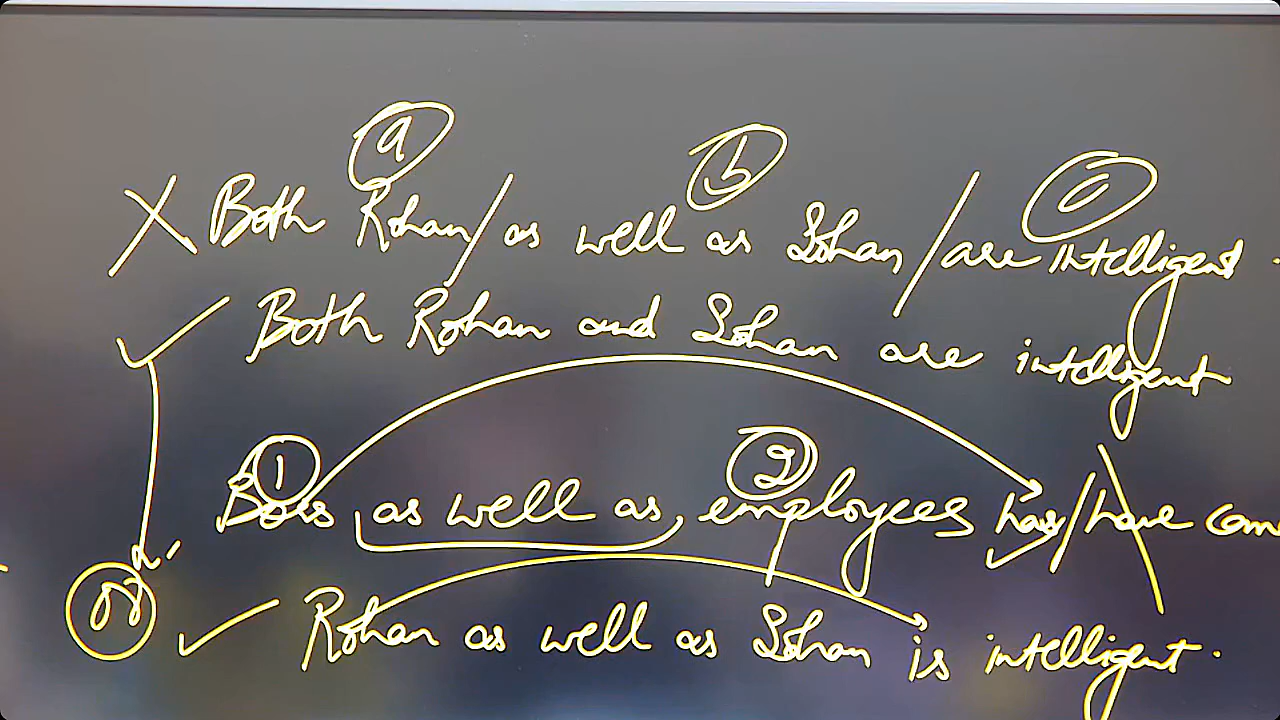 a b c
X Both Rohan/as well as Sohan/are intelligent.
Both Rohan and Sohan are intelligent
1 2
Boss as well as employees has/have com
or
Rohan as well as Sohan is intelligent.